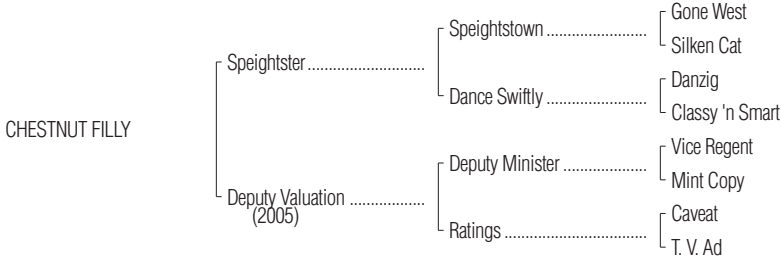 Gone West
Speightstown ........................
Silken Cat
Speightster ............................
Danzig
Dance Swiftly .........................
Classy 'n Smart
CHESTNUT FILLY
Vice Regent
Deputy Minister ....................
Mint Copy
Deputy Valuation ..................
(2005)
Caveat
Ratings ..................................
T. V. Ad